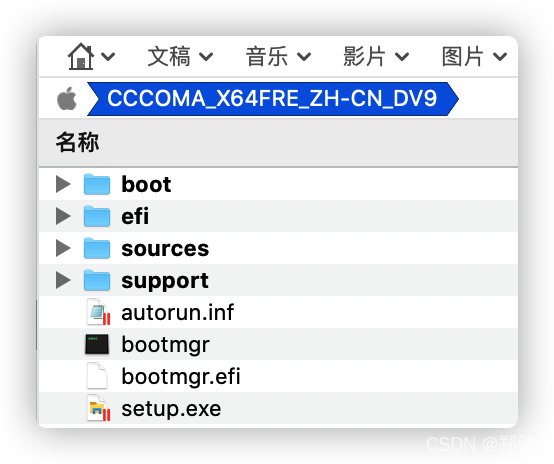 文稿 音乐 影片 图片
CCCOMA_X64FRE_ZH-CN_DV9
名称
boot
efi
sources
support
autorun.inf
bootmgr
bootmgr.efi
setup.exe
CSDN @郑